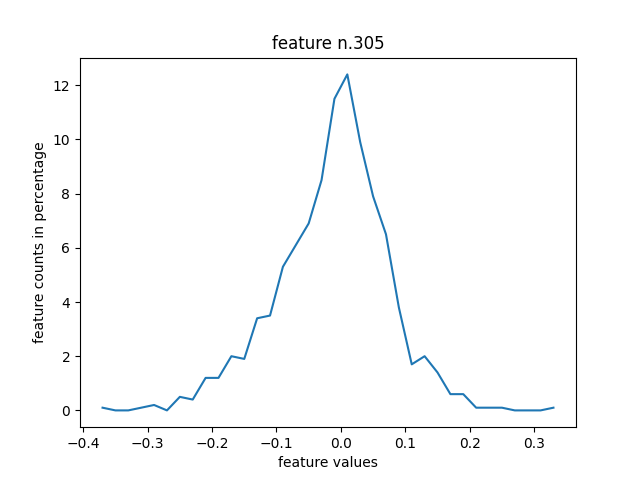 feature n.305
12
10
8
6
4
2
0
feature counts in percentage
−0.4 −0.3 −0.2 −0.1 0.0 0.1 0.2 0.3
feature values